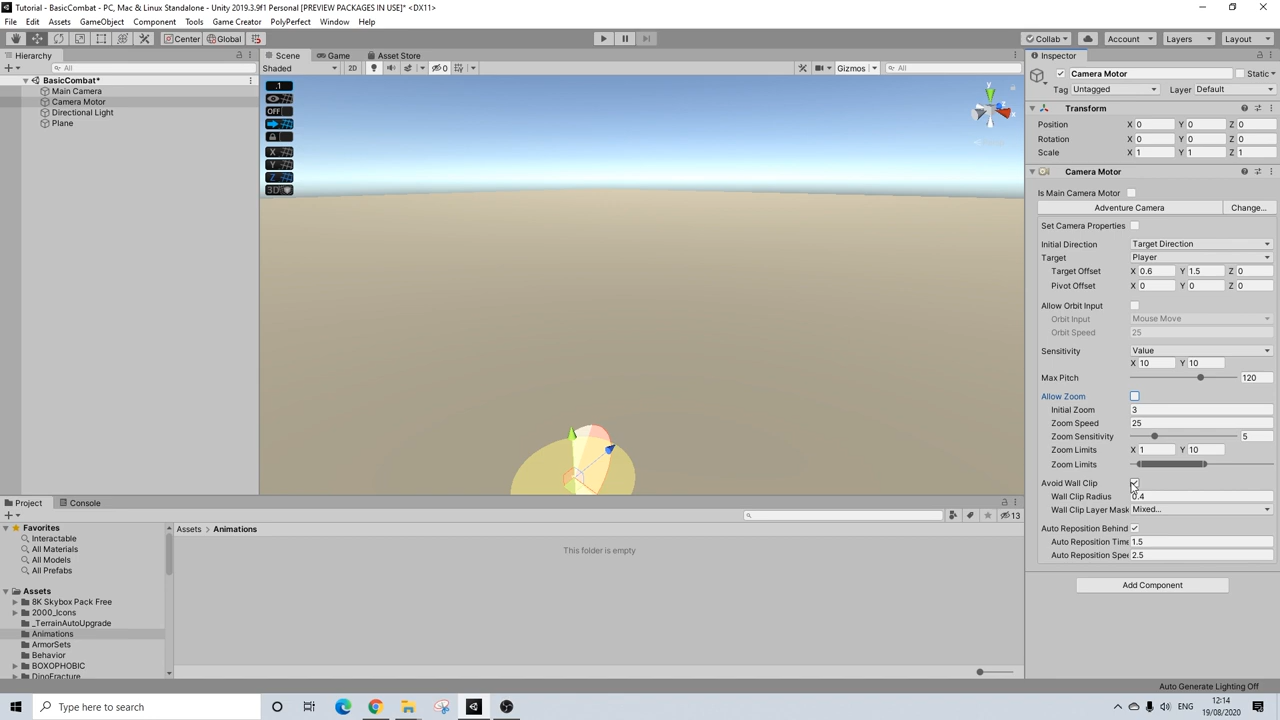 Tutorial - BasicCombat - PC, Mac & Linux Standalone - Unity 2019.3.9f1 Personal [PREVIEW PACKAGES IN USE]* <DX11>
File Edit Assets GameObject Component Tools Game Creator PolyPerfect Window Help
Center Global Collab Account Layers Layout
Hierarchy
All
BasicCombat*
Main Camera
Camera Motor
Directional Light
Plane
Scene Game Asset Store
Shaded 2D 0 Gizmos All
.1
OFF
X
Y
Z
3D
y
x
Project Console
13
Favorites
Interactable
All Materials
All Models
All Prefabs
Assets
8K Skybox Pack Free
2000_Icons
_TerrainAutoUpgrade
Animations
ArmorSets
Behavior
BOXOPHOBIC
DinoFracture
Assets > Animations
This folder is empty
Inspector
Camera Motor Static
Tag Untagged Layer Default
Transform
Position X 0 Y 0 Z 0
Rotation X 0 Y 0 Z 0
Scale X 1 Y 1 Z 1
Camera Motor
Is Main Camera Motor
Adventure Camera Change...
Set Camera Properties
Initial Direction Target Direction
Target Player
Target Offset X 0.6 Y 1.5 Z 0
Pivot Offset X 0 Y 0 Z 0
Allow Orbit Input
Orbit Input Mouse Move
Orbit Speed 25
Sensitivity Value
X 10 Y 10
Max Pitch 120
Allow Zoom
Initial Zoom 3
Zoom Speed 25
Zoom Sensitivity 5
Zoom Limits X 1 Y 10
Zoom Limits
Avoid Wall Clip
Wall Clip Radius 0.4
Wall Clip Layer Mask Mixed...
Auto Reposition Behind
Auto Reposition Time 1.5
Auto Reposition Spee 2.5
Add Component
Auto Generate Lighting Off
Type here to search
ENG
12:14
19/08/2020